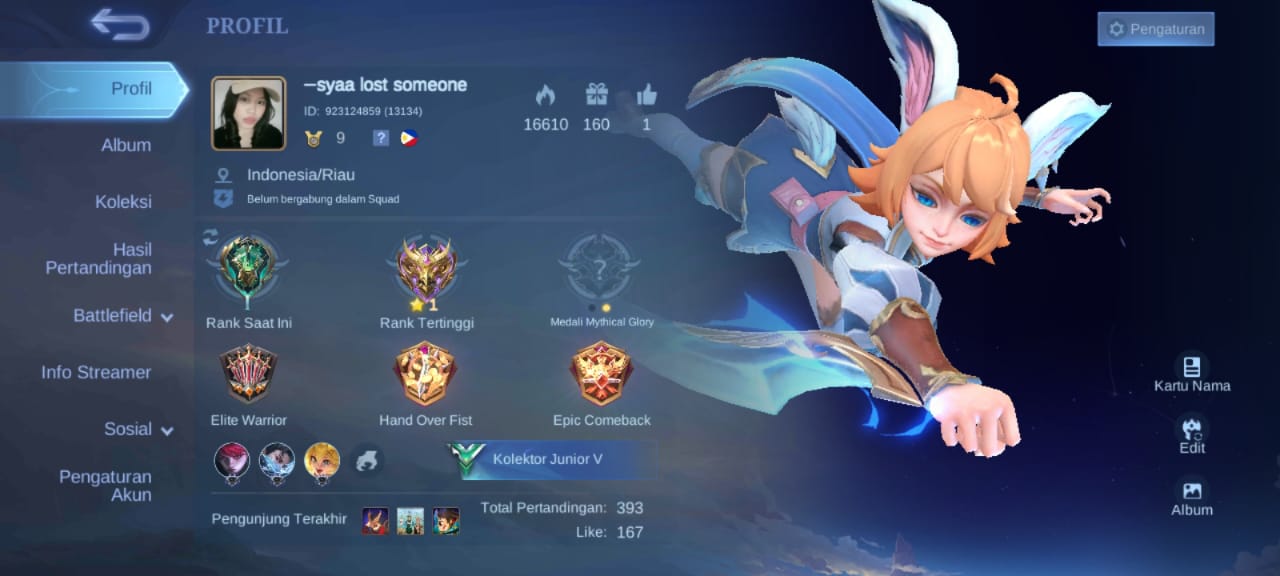 PROFIL
Pengaturan
Profil
Album
Koleksi
Hasil
Pertandingan
Battlefield
Info Streamer
Sosial
Pengaturan
Akun
—syaa lost someone
ID: 923124859 (13134)
9
?
16610
160
1
Indonesia/Riau
Belum bergabung dalam Squad
1
1
?
Rank Saat Ini
Rank Tertinggi
Medali Mythical Glory
Elite Warrior
Hand Over Fist
Epic Comeback
Kolektor Junior V
Pengunjung Terakhir
Total Pertandingan: 393
Like: 167
Kartu Nama
Edit
Album